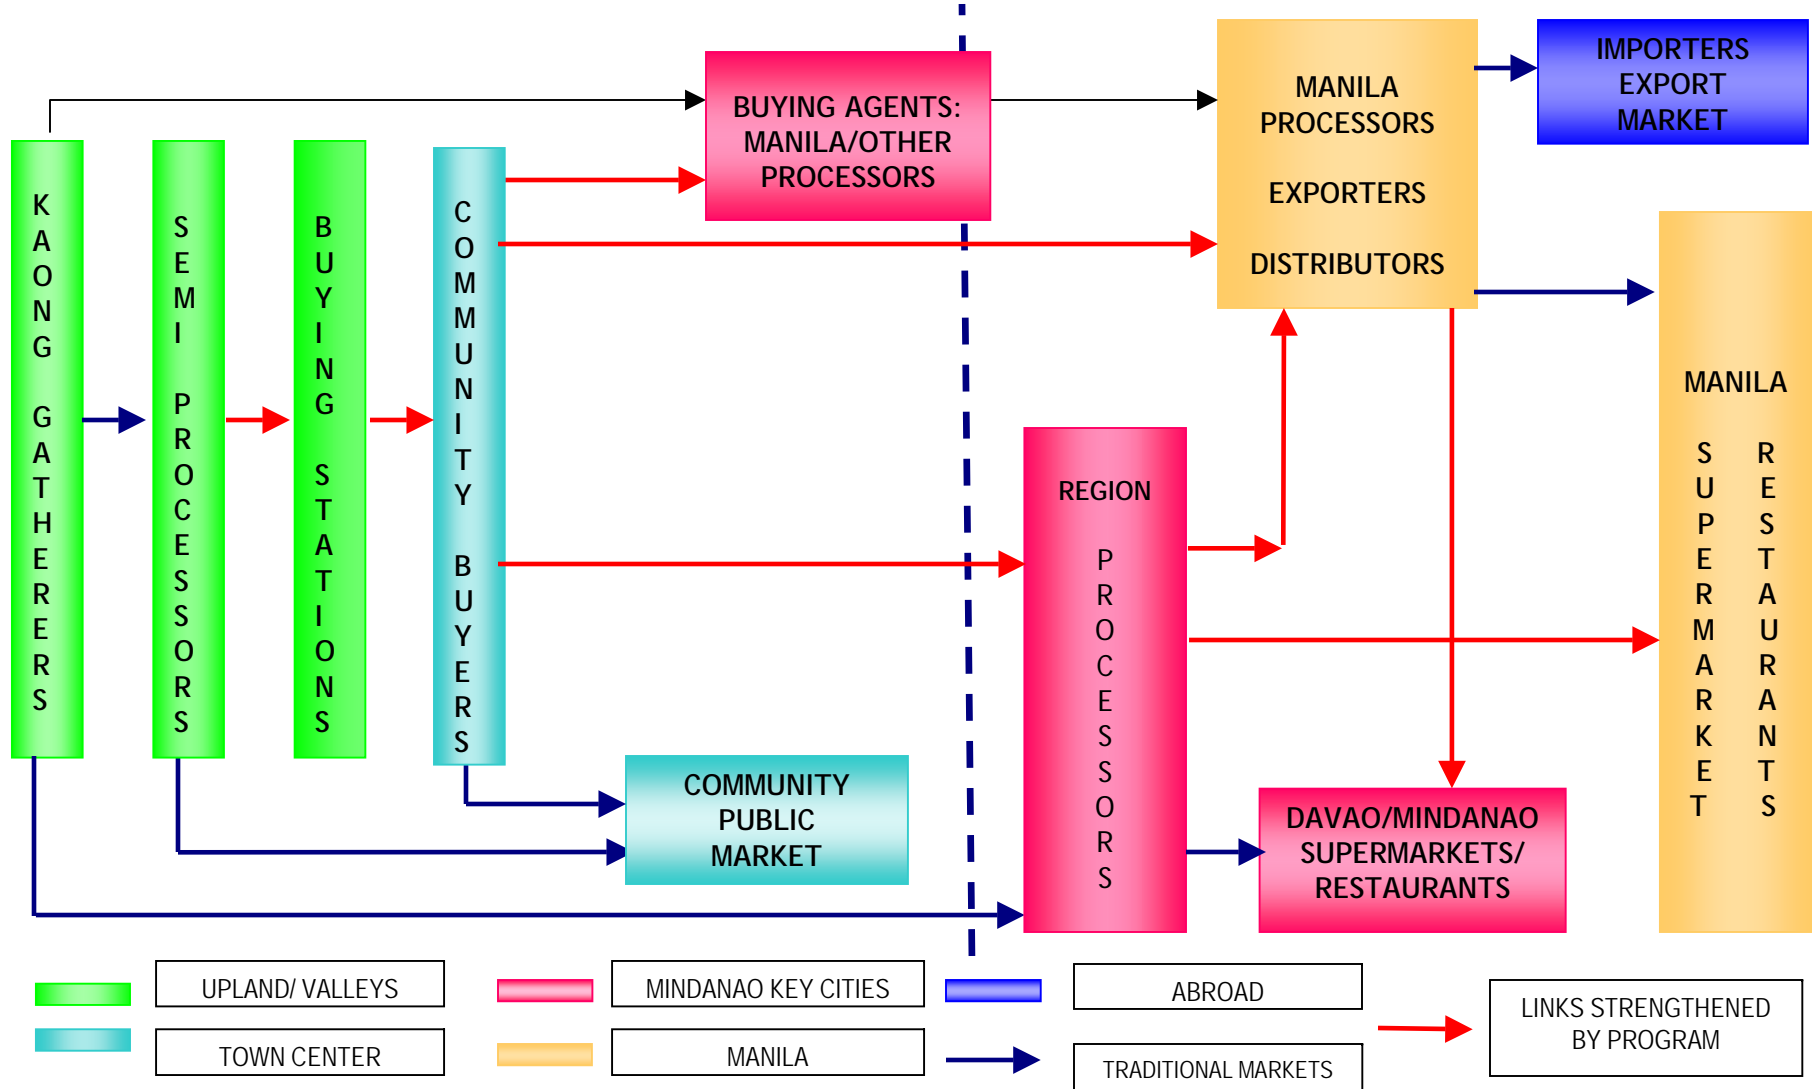 KAONG GATHERERS
SEMI PROCESSORS
BUYING STATIONS
COMMUNITY BUYERS
BUYING AGENTS:
MANILA/OTHER
PROCESSORS
MANILA
PROCESSORS
EXPORTERS
DISTRIBUTORS
IMPORTERS
EXPORT
MARKET
MANILA
SUPERMARKET
RESTAURANTS
REGION
PROCESSORS
COMMUNITY
PUBLIC
MARKET
DAVAO/MINDANAO
SUPERMARKETS/
RESTAURANTS
UPLAND/ VALLEYS
MINDANAO KEY CITIES
ABROAD
LINKS STRENGTHENED
BY PROGRAM
TOWN CENTER
MANILA
TRADITIONAL MARKETS